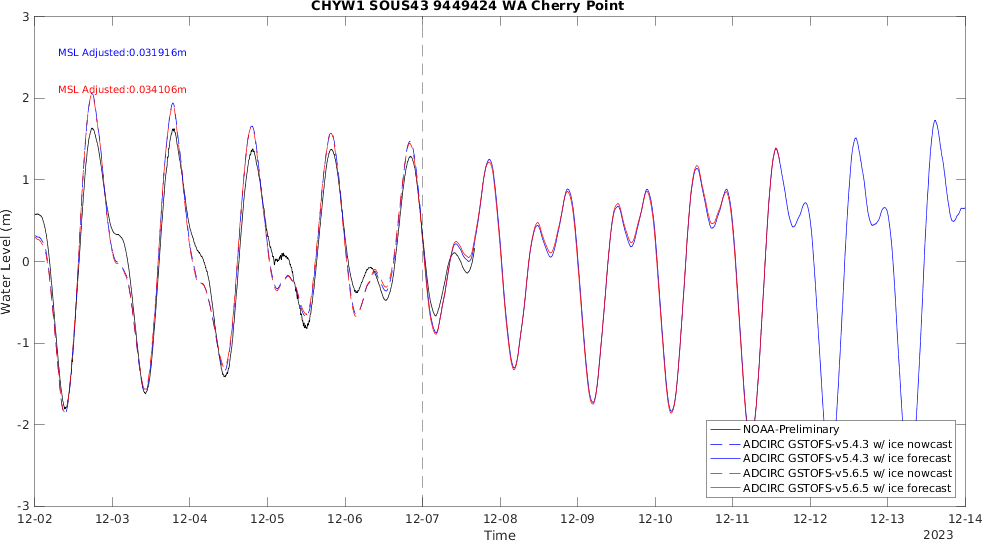 CHYW1 SOUS43 9449424 WA Cherry Point
MSL Adjusted:0.031916m
MSL Adjusted:0.034106m
Water Level (m)
3
2
1
0
-1
-2
-3
NOAA-Preliminary
ADCIRC GSTOFS-v5.4.3 w/ ice nowcast
ADCIRC GSTOFS-v5.4.3 w/ ice forecast
ADCIRC GSTOFS-v5.6.5 w/ ice nowcast
ADCIRC GSTOFS-v5.6.5 w/ ice forecast
12-02 12-03 12-04 12-05 12-06 12-07 12-08 12-09 12-10 12-11 12-12 12-13 12-14
Time
2023